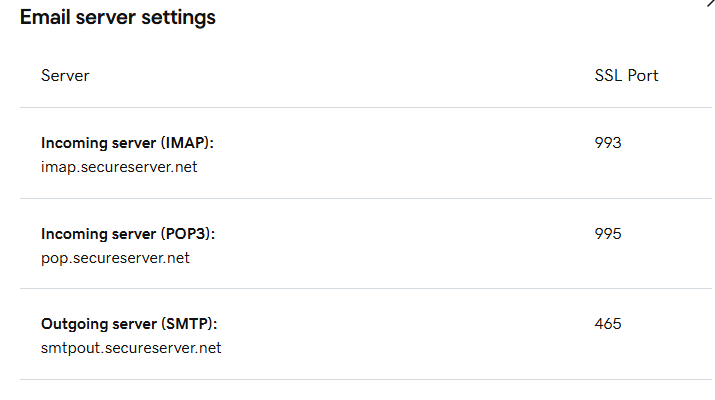 Email server settings
Server SSL Port
Incoming server (IMAP): 993
imap.secureserver.net
Incoming server (POP3): 995
pop.secureserver.net
Outgoing server (SMTP): 465
smtpout.secureserver.net